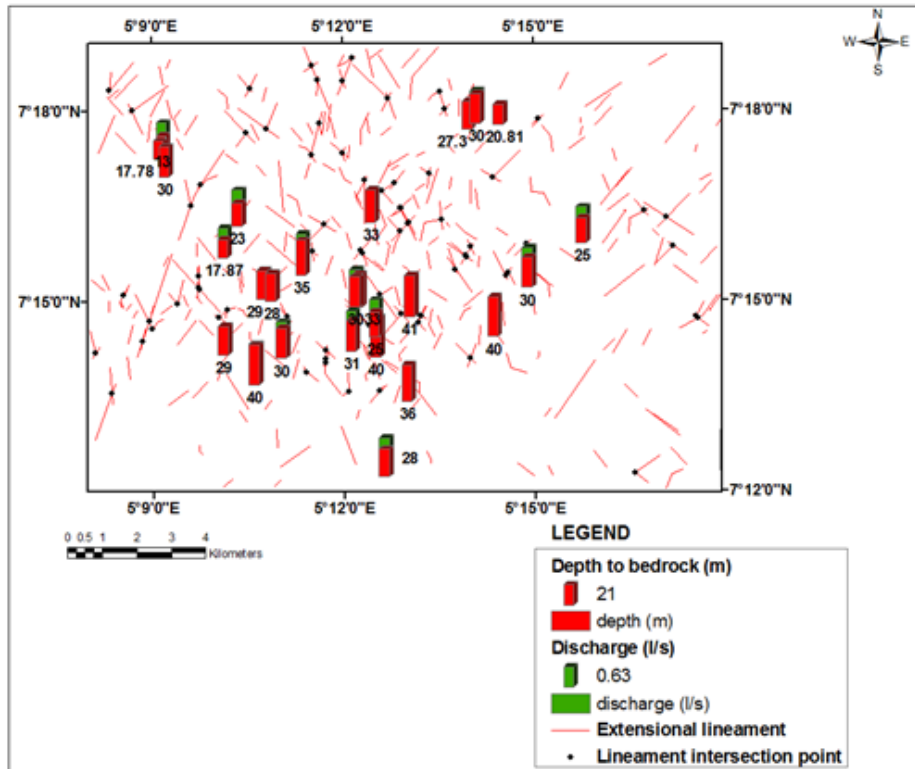 5°9'0"E 5°12'0"E 5°15'0"E
N
W E
S
7°18'0"N 7°18'0"N
27.3 30 20.81
13
17.78
30
23 33
25
17.87 35
30
7°15'0"N 7°15'0"N
29 28 30 33 41
40
29 30 31 25
40 40
36
28
7°12'0"N
5°9'0"E 5°12'0"E 5°15'0"E
0 0.5 1 2 3 4
Kilometers
LEGEND
Depth to bedrock (m)
21
depth (m)
Discharge (l/s)
0.63
discharge (l/s)
Extensional lineament
Lineament intersection point